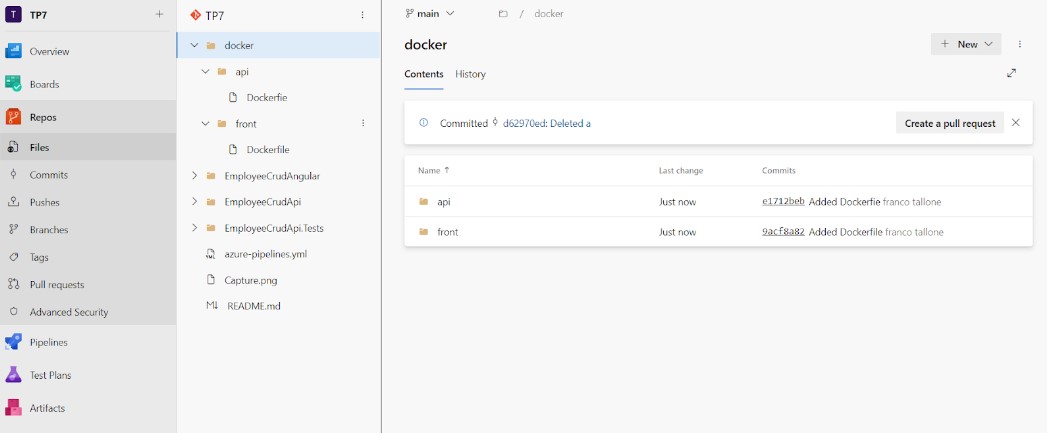 T TP7 +
Overview
Boards
Repos
Files
Commits
Pushes
Branches
Tags
Pull requests
Advanced Security
Pipelines
Test Plans
Artifacts
TP7
docker
api
Dockerfie
front
Dockerfile
EmployeeCrudAngular
EmployeeCrudApi
EmployeeCrudApi.Tests
azure-pipelines.yml
Capture.png
M↓ README.md
main / docker
docker
+ New
Contents History
Committed d62970ed: Deleted a
Create a pull request
Name ↑ Last change Commits
api Just now e1712beb Added Dockerfie franco tallone
front Just now 9acf8a82 Added Dockerfile franco tallone